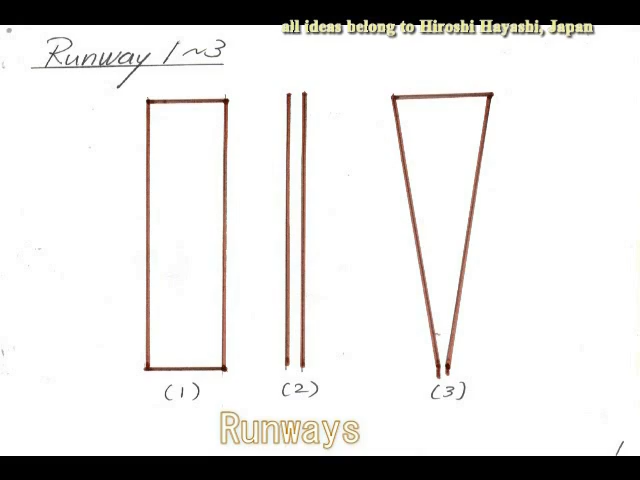 all ideas belong to Hiroshi Hayashi, Japan
Runway 1~3
(1) (2) (3)
Runways